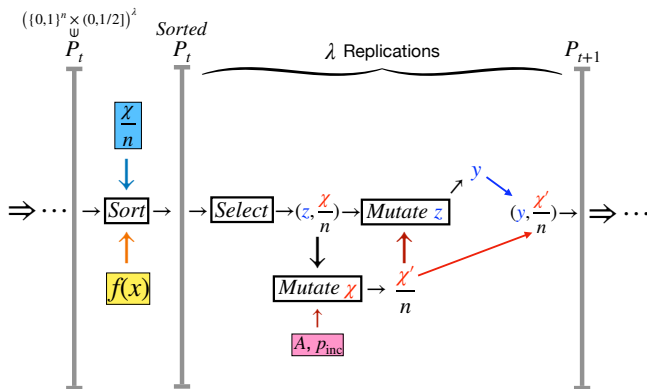 ({0,1}ⁿ × (0,1/2])^λ
⋓
P_t
Sorted
P_t
λ Replications
P_{t+1}
χ/n
y
⇒ ··· → Sort → → Select → (z, χ/n) → Mutate z (y, χ′/n) → ⇒ ···
f(x)
Mutate χ → χ′/n
A, p_inc